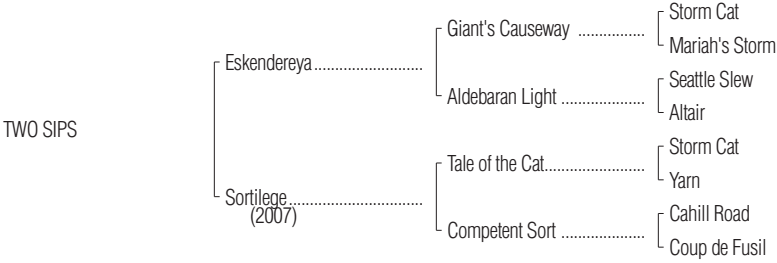 Storm Cat
Giant's Causeway ................
Mariah's Storm
Eskendereya..........................
Seattle Slew
Aldebaran Light ....................
Altair
TWO SIPS
Storm Cat
Tale of the Cat........................
Yarn
Sortilege................................
(2007)
Cahill Road
Competent Sort ....................
Coup de Fusil